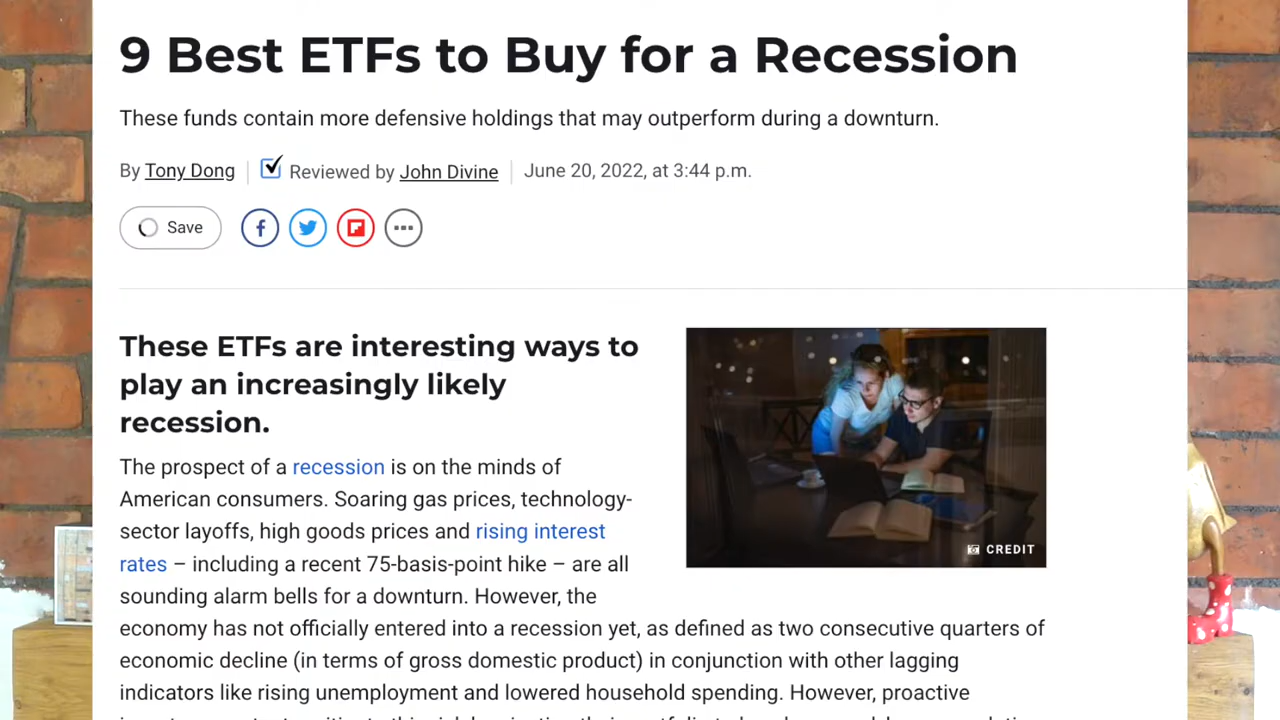 9 Best ETFs to Buy for a Recession
These funds contain more defensive holdings that may outperform during a downturn.
By Tony Dong Reviewed by John Divine June 20, 2022, at 3:44 p.m.
Save
These ETFs are interesting ways to
play an increasingly likely
recession.
CREDIT
The prospect of a recession is on the minds of
American consumers. Soaring gas prices, technology-
sector layoffs, high goods prices and rising interest
rates – including a recent 75-basis-point hike – are all
sounding alarm bells for a downturn. However, the
economy has not officially entered into a recession yet, as defined as two consecutive quarters of
economic decline (in terms of gross domestic product) in conjunction with other lagging
indicators like rising unemployment and lowered household spending. However, proactive